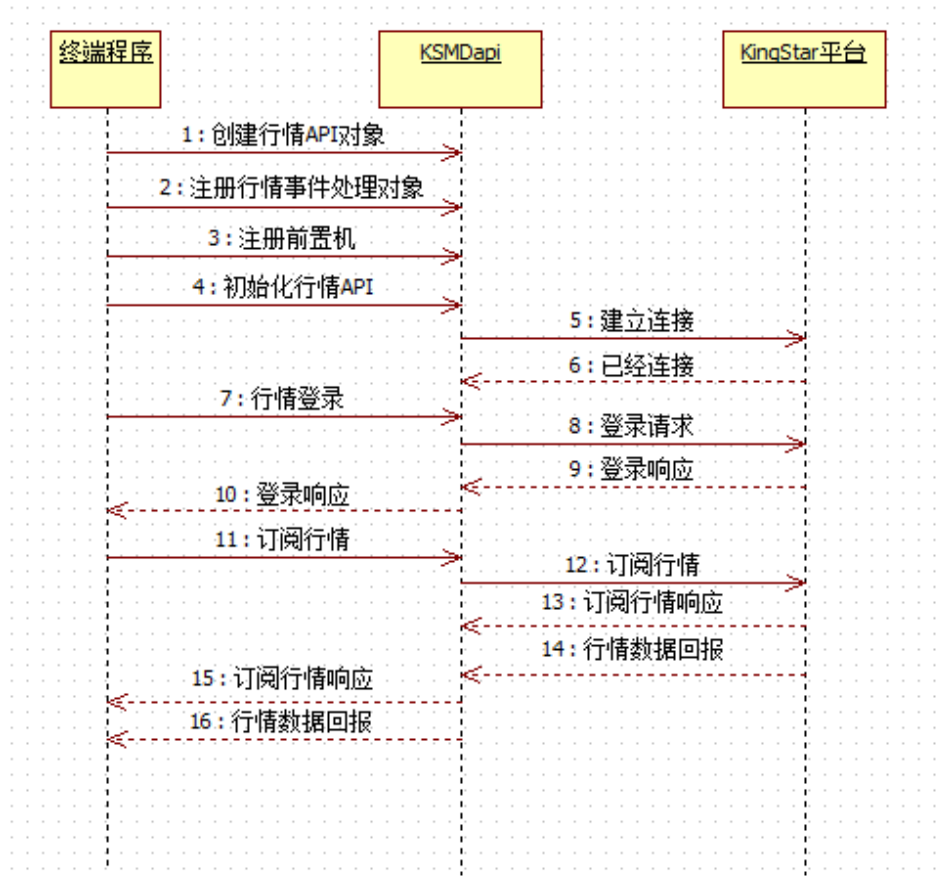 终端程序
KSMDapi
KingStar平台
1：创建行情API对象
2：注册行情事件处理对象
3：注册前置机
4：初始化行情API
5：建立连接
6：已经连接
7：行情登录
8：登录请求
9：登录响应
10：登录响应
11：订阅行情
12：订阅行情
13：订阅行情响应
14：行情数据回报
15：订阅行情响应
16：行情数据回报